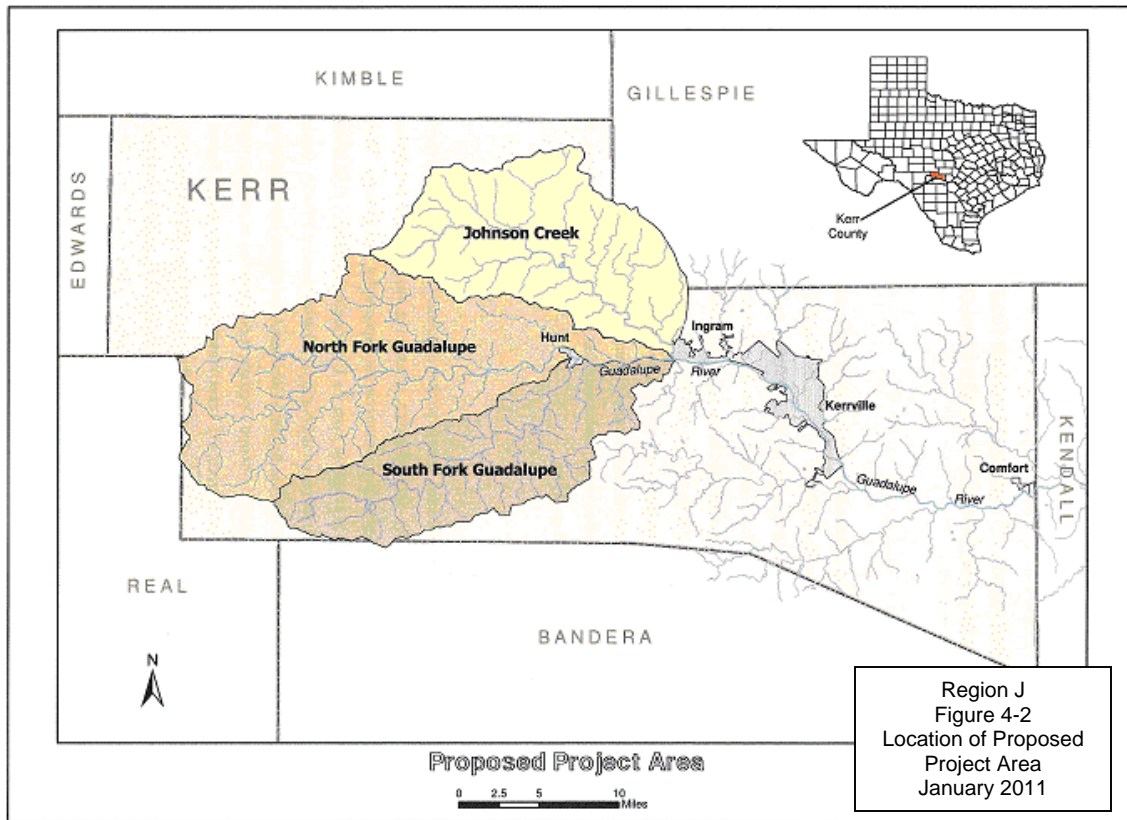 KIMBLE
GILLESPIE
EDWARDS
KERR
Kerr
County
Johnson Creek
North Fork Guadalupe
Hunt
Ingram
Guadalupe
River
Kerrville
South Fork Guadalupe
Comfort
Guadalupe
River
KENDALL
REAL
BANDERA
N
Region J
Figure 4-2
Location of Proposed
Project Area
January 2011
Proposed Project Area
0 2.5 5 10
Miles